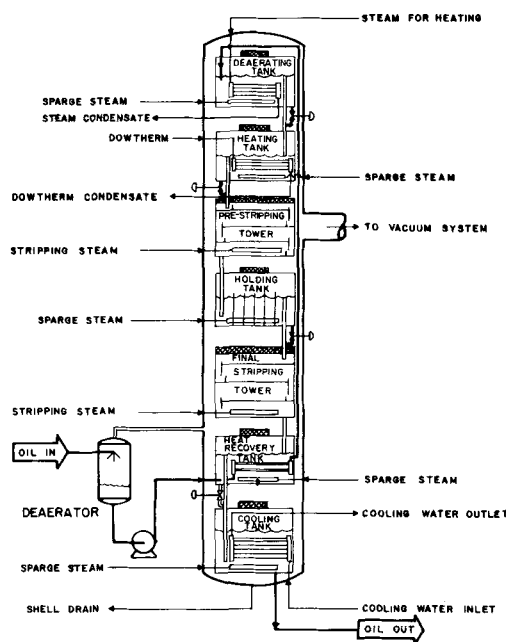 STEAM FOR HEATING
DEAERATING
TANK
SPARGE STEAM
STEAM CONDENSATE
DOWTHERM
HEATING
TANK
SPARGE STEAM
DOWTHERM CONDENSATE
PRE-STRIPPING
TOWER
TO VACUUM SYSTEM
STRIPPING STEAM
HOLDING
TANK
SPARGE STEAM
FINAL
STRIPPING
TOWER
STRIPPING STEAM
OIL IN
HEAT
RECOVERY
TANK
SPARGE STEAM
DEAERATOR
COOLING WATER OUTLET
COOLING
TANK
SPARGE STEAM
SHELL DRAIN
COOLING WATER INLET
OIL OUT